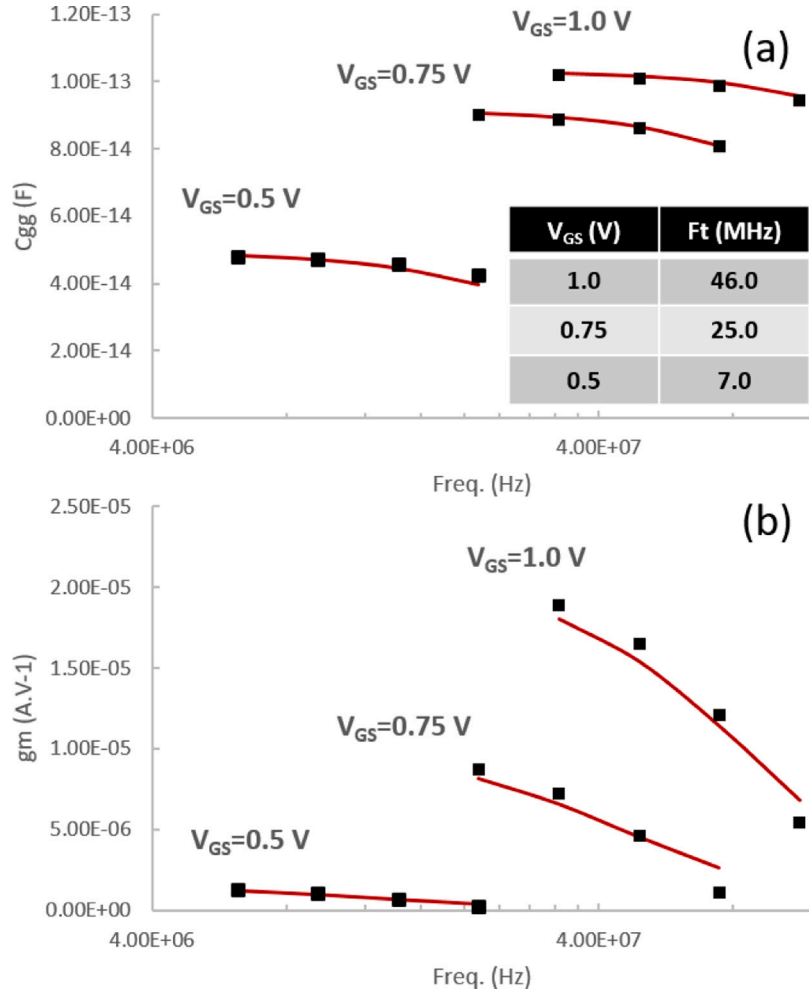 1.20E-13
V_GS=1.0 V
(a)
1.00E-13
V_GS=0.75 V
8.00E-14
Cgg (F)
6.00E-14
V_GS=0.5 V
4.00E-14
2.00E-14
0.00E+00
V_GS (V) Ft (MHz)
1.0 46.0
0.75 25.0
0.5 7.0
4.00E+06 4.00E+07
Freq. (Hz)
2.50E-05
(b)
V_GS=1.0 V
2.00E-05
1.50E-05
gm (A.V-1)
V_GS=0.75 V
1.00E-05
5.00E-06
V_GS=0.5 V
0.00E+00
4.00E+06 4.00E+07
Freq. (Hz)